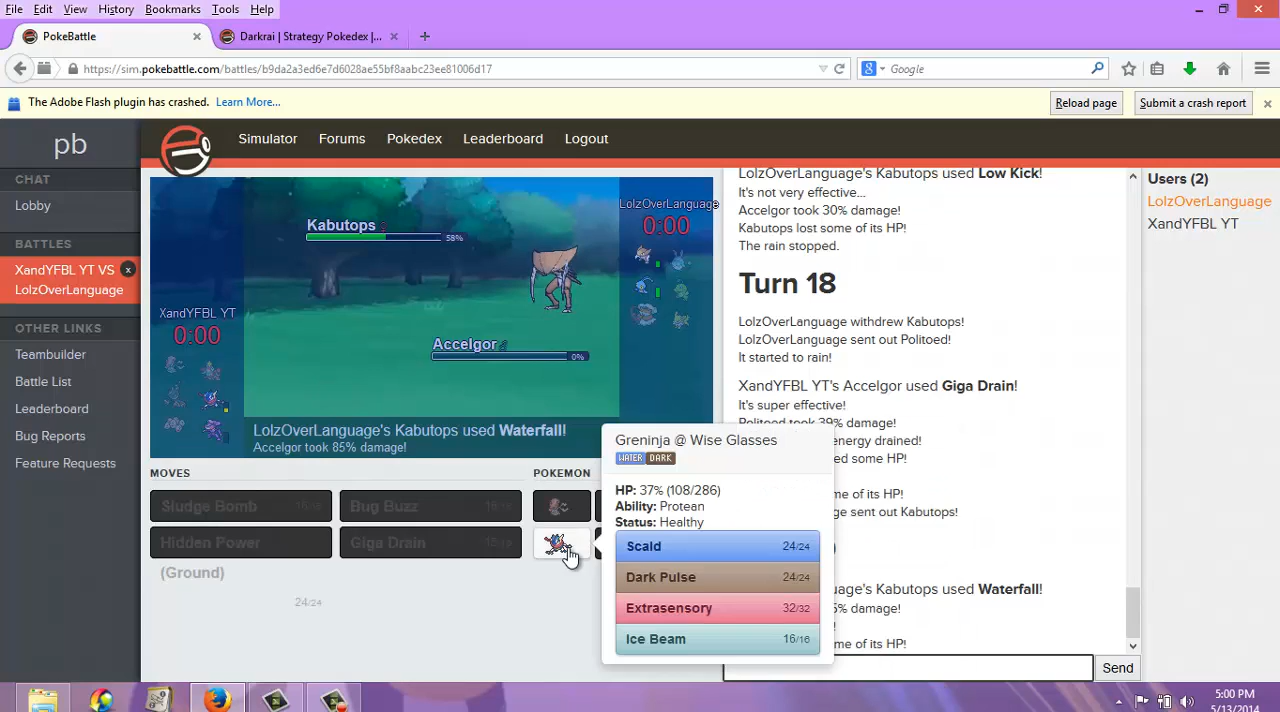 File Edit View History Bookmarks Tools Help
PokeBattle × Darkrai | Strategy Pokedex |... × +
https://sim.pokebattle.com/battles/b9da2a3ed6e7d6028ae55bf8aabc23ee81006d17
Google
The Adobe Flash plugin has crashed. Learn More...
Reload page
Submit a crash report ×
pb
Simulator Forums Pokedex Leaderboard Logout
CHAT
Lobby
BATTLES
XandYFBL YT VS x
LolzOverLanguage
OTHER LINKS
Teambuilder
Battle List
Leaderboard
Bug Reports
Feature Requests
LolzOverLanguage
0:00
Kabutops
58%
XandYFBL YT
0:00
Accelgor
0%
LolzOverLanguage's Kabutops used Waterfall!
Accelgor took 85% damage!
MOVES
Sludge Bomb
Bug Buzz
Hidden Power
(Ground)
24/24
Giga Drain
POKEMON
Greninja @ Wise Glasses
WATER DARK
HP: 37% (108/286)
Ability: Protean
Status: Healthy
Scald 24/24
Dark Pulse 24/24
Extrasensory 32/32
Ice Beam 16/16
LolzOverLanguage's Kabutops used Low Kick!
It's not very effective...
Accelgor took 30% damage!
Kabutops lost some of its HP!
The rain stopped.
Turn 18
LolzOverLanguage withdrew Kabutops!
LolzOverLanguage sent out Politoed!
It started to rain!
XandYFBL YT's Accelgor used Giga Drain!
It's super effective!
Politoed took 39% damage!
energy drained!
d some HP!
me of its HP!
ge sent out Kabutops!
age's Kabutops used Waterfall!
5% damage!
me of its HP!
Send
Users (2)
LolzOverLanguage
XandYFBL YT
5:00 PM
5/13/2014